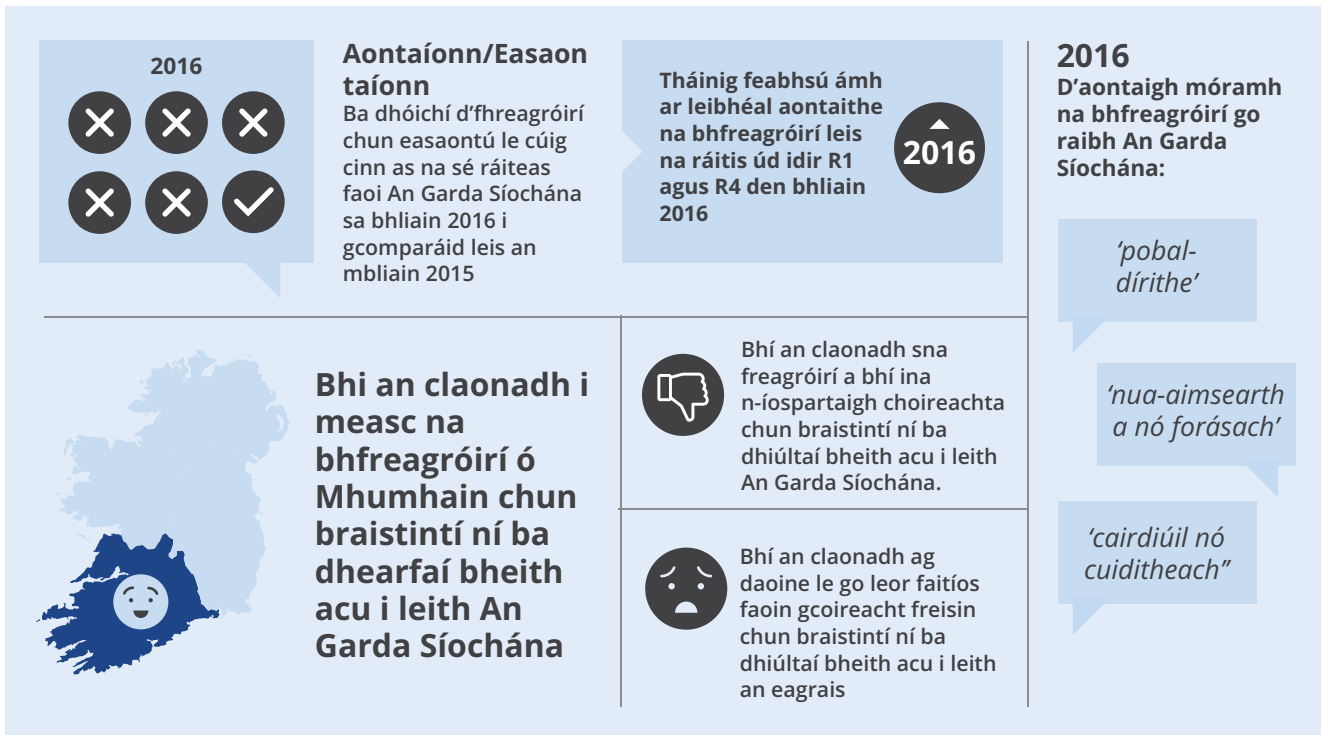 2016
Aontaíonn/Easaon
taíonn
Ba dhóichí d'fhreagróirí
chun easaontú le cúig
cinn as na sé ráiteas
faoi An Garda Síochána
sa bhliain 2016 i
gcomparáid leis an
mbliain 2015
Tháinig feabhsú ámh
ar leibhéal aontaithe
na bhfreagróirí leis
na ráitis úd idir R1
agus R4 den bhliain
2016
2016
2016
D'aontaigh móramh
na bhfreagróirí go
raibh An Garda
Síochána:
‘pobal-
dírithe’
‘nua-aimsearth
a nó forásach’
‘cairdiúil nó
cuiditheach’’
Bhi an claonadh i
measc na
bhfreagróirí ó
Mhumhain chun
braistintí ní ba
dhearfaí bheith
acu i leith An
Garda Síochána
Bhí an claonadh sna
freagróirí a bhí ina
n-íospartaigh choireachta
chun braistintí ní ba
dhiúltaí bheith acu i leith
An Garda Síochána.
Bhí an claonadh ag
daoine le go leor faitíos
faoin gcoireacht freisin
chun braistintí ní ba
dhiúltaí bheith acu i leith
an eagrais